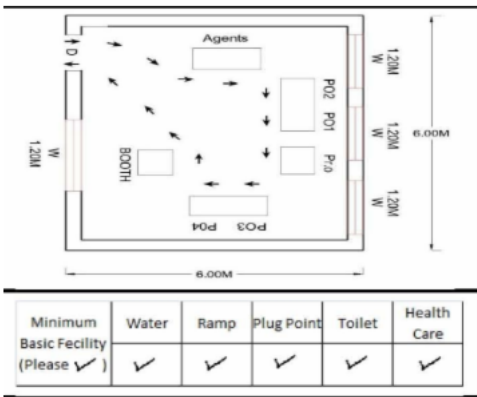 Agents
D
PO2
PO1
Pr.o
PO3
PO4
BOOTH
W
1.20M
W
1.20M
W
1.20M
W
1.20M
6.00M
6.00M
Minimum
Basic Fecility
(Please ✓ )
Water
Ramp
Plug Point
Toilet
Health
Care
✓ ✓ ✓ ✓ ✓